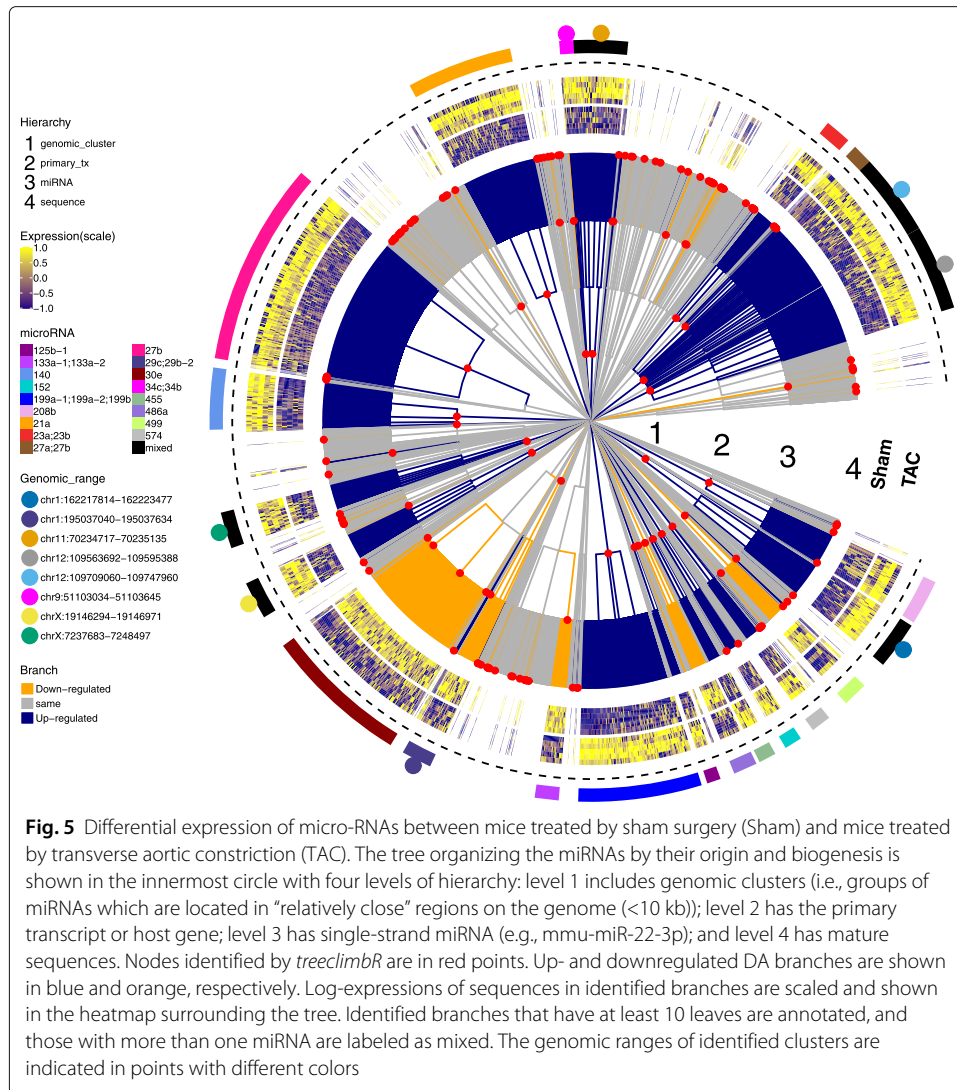 Hierarchy
1 genomic_cluster
2 primary_tx
3 miRNA
4 sequence
Expression(scale)
1.0
0.5
0.0
−0.5
−1.0
microRNA
125b−1
133a−1;133a−2
140
152
199a−1;199a−2;199b
208b
21a
23a;23b
27a;27b
27b
29c;29b−2
30e
34c;34b
455
486a
499
574
mixed
Genomic_range
chr1:162217814−162223477
chr1:195037040−195037634
chr11:70234717−70235135
chr12:109563692−109595388
chr12:109709060−109747960
chr9:51103034−51103645
chrX:19146294−19146971
chrX:7237683−7248497
Branch
Down−regulated
same
Up−regulated
1
2
3
4
Sham
TAC
Fig. 5 Differential expression of micro-RNAs between mice treated by sham surgery (Sham) and mice treated
by transverse aortic constriction (TAC). The tree organizing the miRNAs by their origin and biogenesis is
shown in the innermost circle with four levels of hierarchy: level 1 includes genomic clusters (i.e., groups of
miRNAs which are located in “relatively close” regions on the genome (<10 kb)); level 2 has the primary
transcript or host gene; level 3 has single-strand miRNA (e.g., mmu-miR-22-3p); and level 4 has mature
sequences. Nodes identified by treeclimbR are in red points. Up- and downregulated DA branches are shown
in blue and orange, respectively. Log-expressions of sequences in identified branches are scaled and shown
in the heatmap surrounding the tree. Identified branches that have at least 10 leaves are annotated, and
those with more than one miRNA are labeled as mixed. The genomic ranges of identified clusters are
indicated in points with different colors